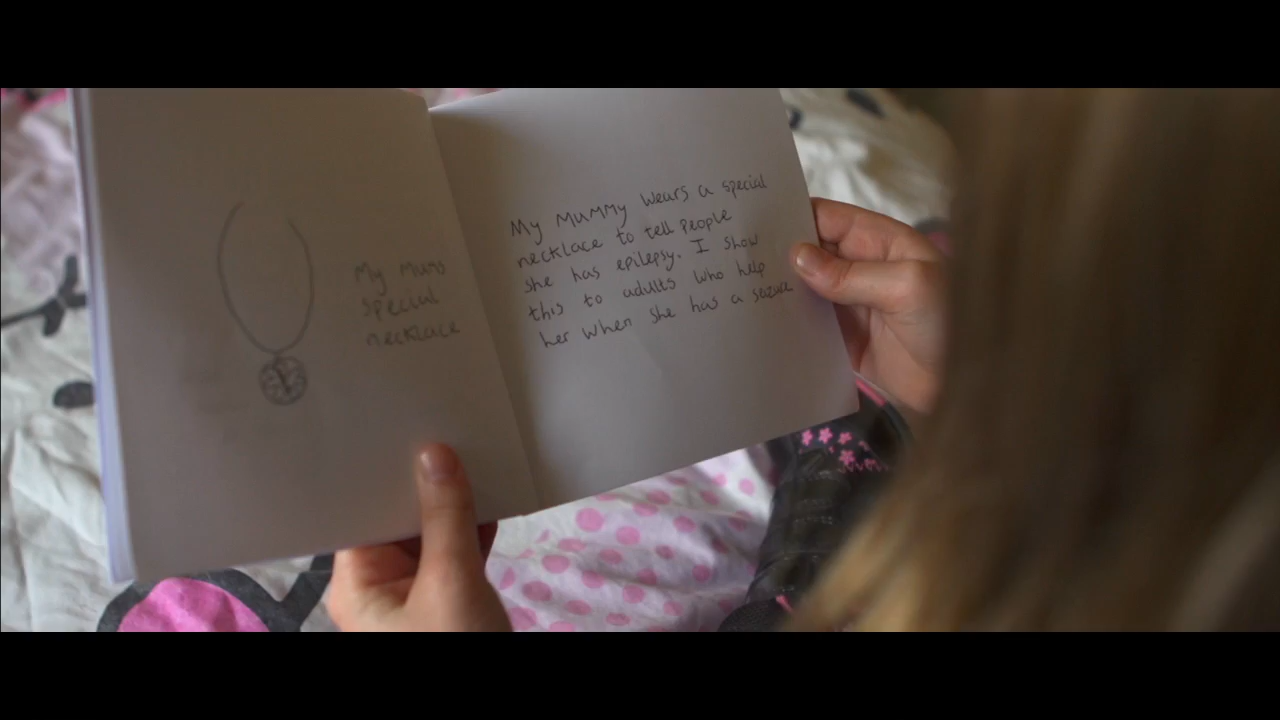 My Mums
special
necklace
My Mummy wears a special
necklace to tell people
she has epilepsy. I show
this to adults who help
her when she has a seizure